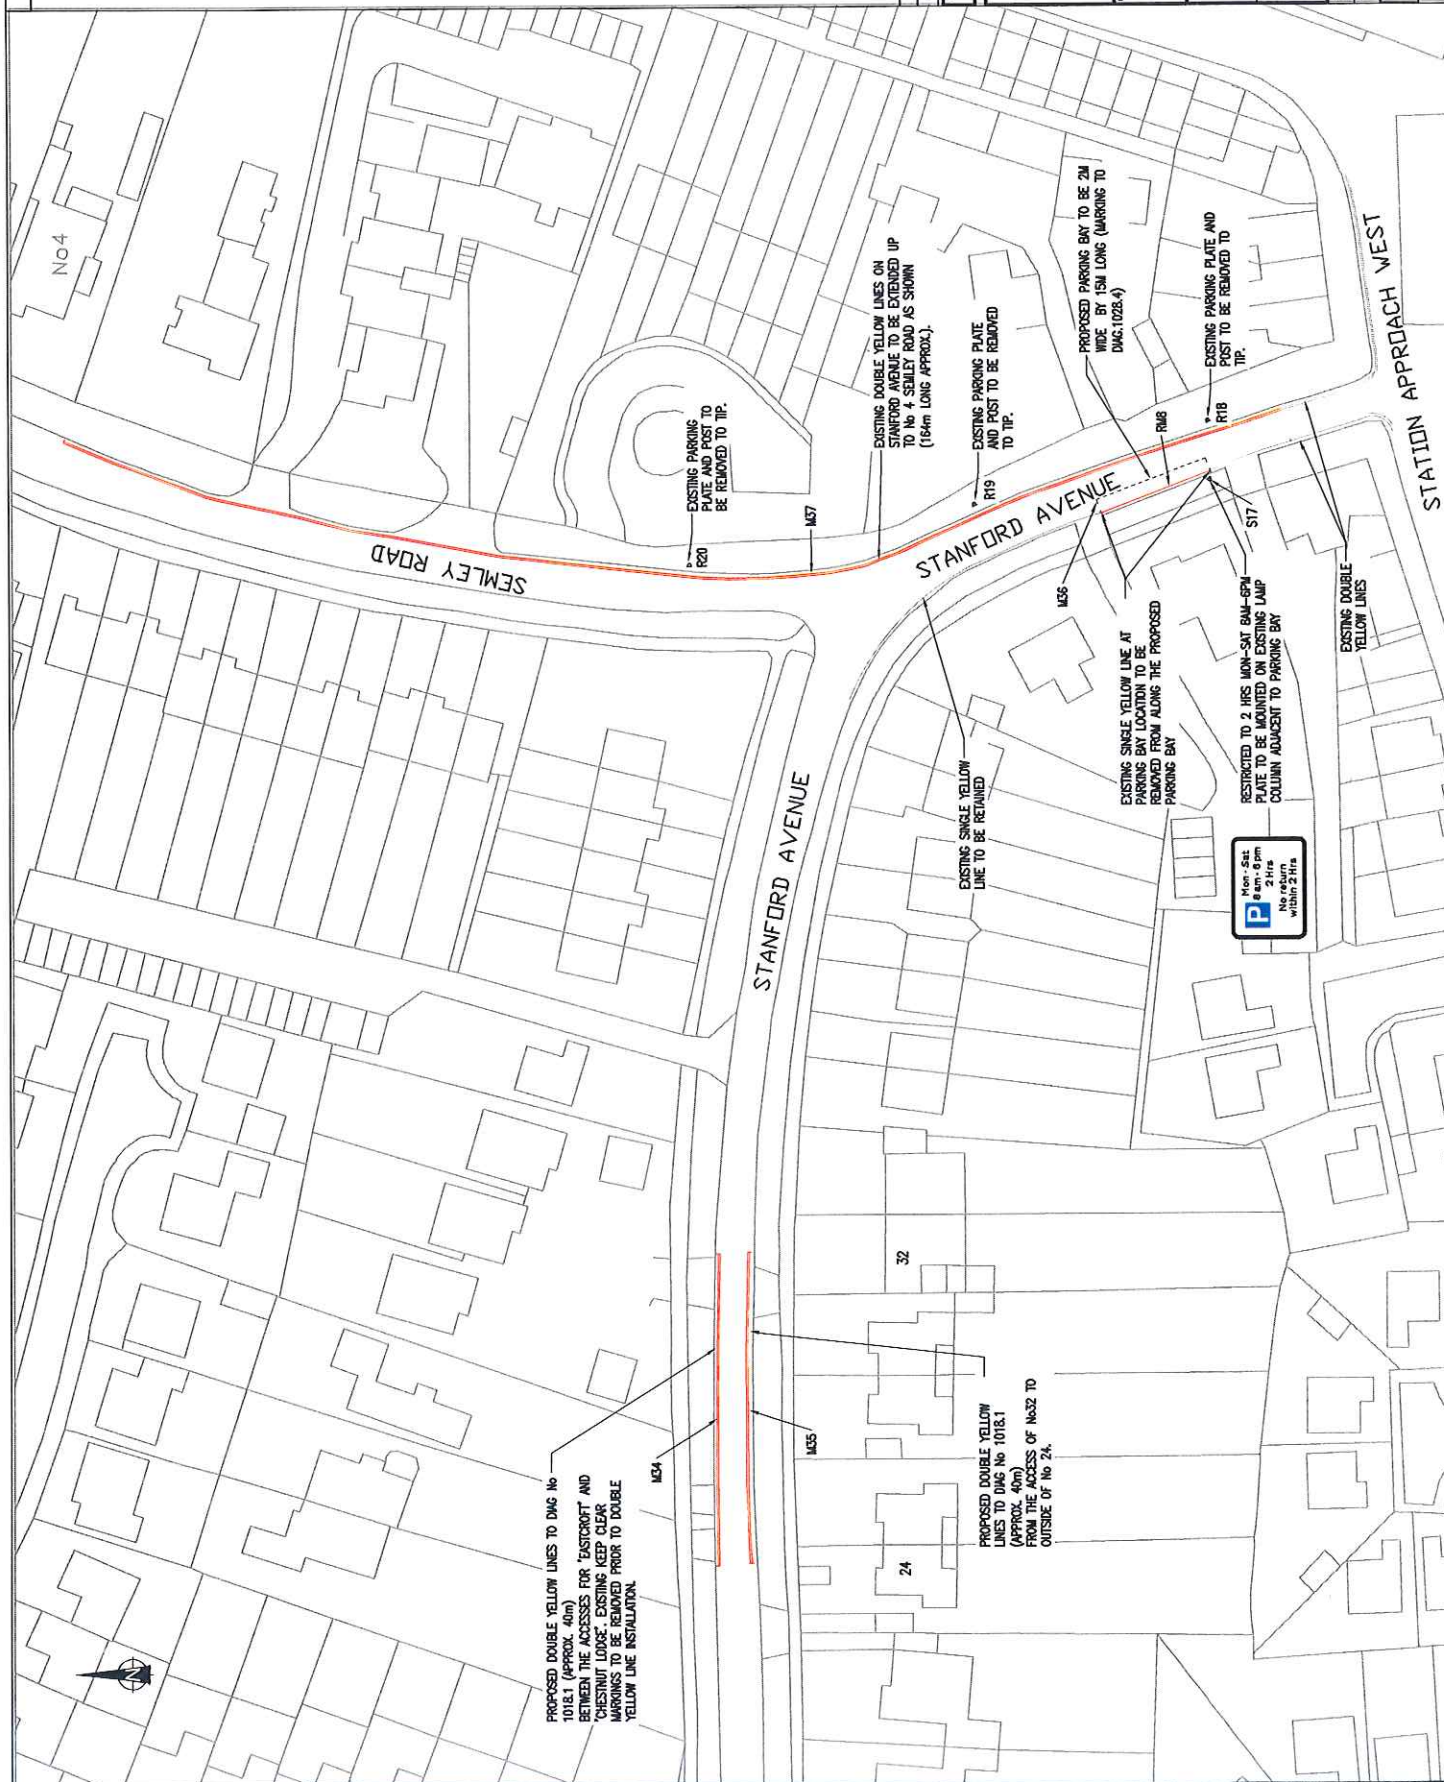 No4
SEMLEY ROAD
EXISTING PARKING
PLATE AND POST TO
BE REMOVED TO TIP.
R20
M37
EXISTING DOUBLE YELLOW LINES ON
STANFORD AVENUE TO BE EXTENDED UP
TO No 4 SEMLEY ROAD AS SHOWN
(164m LONG APPROX.).
EXISTING PARKING PLATE
AND POST TO BE REMOVED
TO TIP.
R19
PROPOSED PARKING BAY TO BE 2M
WIDE BY 15M LONG (MARKING TO
DIAG.1028.4)
RM8
EXISTING PARKING PLATE AND
POST TO BE REMOVED TO
TIP.
R18
STATION APPROACH WEST
STANFORD AVENUE
M36
S17
EXISTING SINGLE YELLOW LINE AT
PARKING BAY LOCATION TO BE
REMOVED FROM ALONG THE PROPOSED
PARKING BAY
RESTRICTED TO 2 HRS MON-SAT 8AM-6PM
PLATE TO BE MOUNTED ON EXISTING LAMP
COLUMN ADJACENT TO PARKING BAY
EXISTING DOUBLE
YELLOW LINES
EXISTING SINGLE YELLOW
LINE TO BE RETAINED
P
Mon - Sat
8 am - 6 pm
2 Hrs
No return
within 2 Hrs
STANFORD AVENUE
32
24
M34
M35
PROPOSED DOUBLE YELLOW LINES TO DIAG No
1018.1 (APPROX. 40m)
BETWEEN THE ACCESSES FOR 'EASTCROFT' AND
'CHESTNUT LODGE'. EXISTING KEEP CLEAR
MARKINGS TO BE REMOVED PRIOR TO DOUBLE
YELLOW LINE INSTALLATION.
PROPOSED DOUBLE YELLOW
LINES TO DIAG No 1018.1
(APPROX. 40m)
FROM THE ACCESS OF No32 TO
OUTSIDE OF No 24.
N